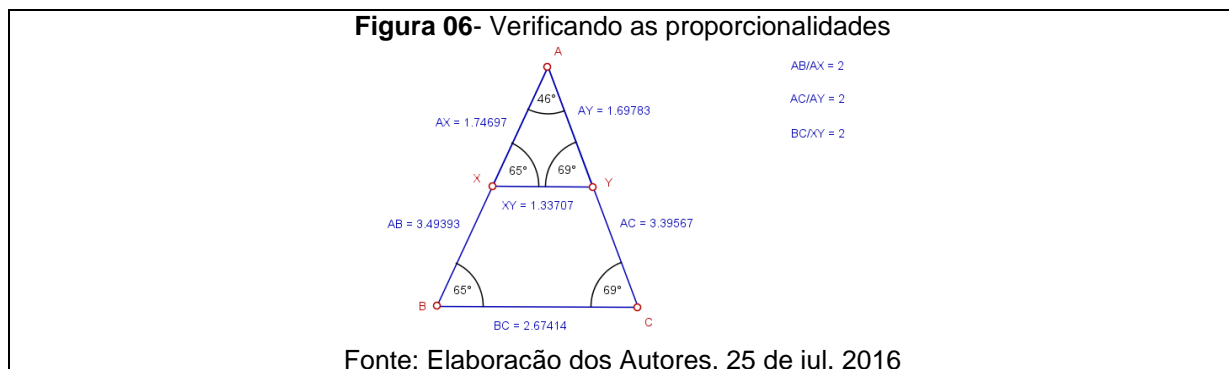 Figura 06- Verificando as proporcionalidades
A
AB/AX = 2
46°
AC/AY = 2
AY = 1.69783
AX = 1.74697
BC/XY = 2
65°
69°
X
Y
XY = 1.33707
AB = 3.49393
AC = 3.39567
65°
69°
B
C
BC = 2.67414
Fonte: Elaboração dos Autores, 25 de jul. 2016